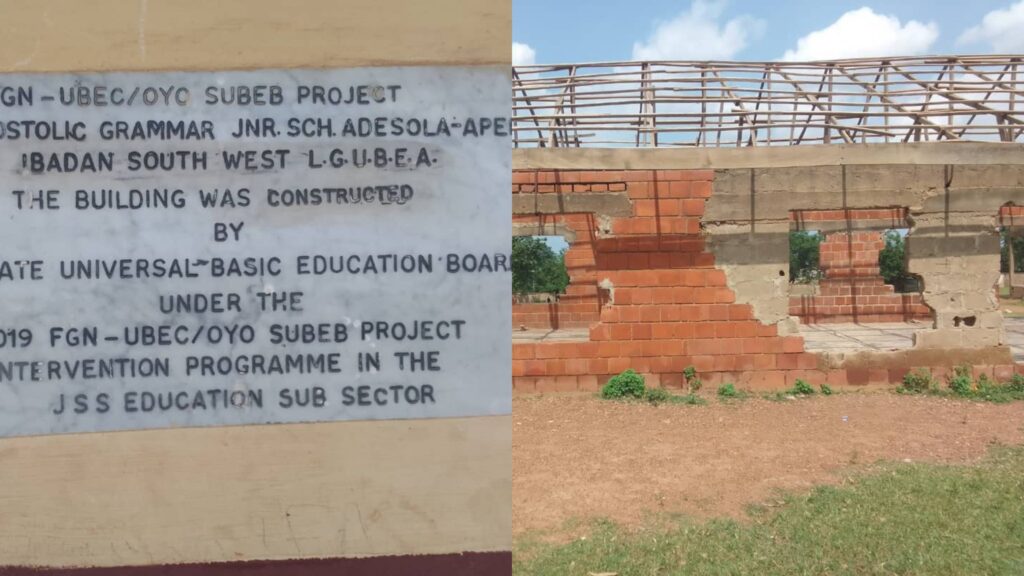 FGN-UBEC/OYO SUBEB PROJECT
OSTOLIC GRAMMAR JNR. SCH. ADESOLA-APE
IBADAN SOUTH WEST L.G.U.B.E.A.
THE BUILDING WAS CONSTRUCTED
BY
ATE UNIVERSAL-BASIC EDUCATION BOARD
UNDER THE
019 FGN-UBEC/OYO SUBEB PROJECT
NTERVENTION PROGRAMME IN THE
JSS EDUCATION SUB SECTOR